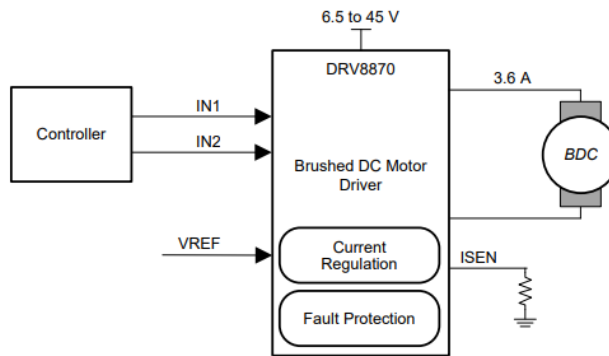 6.5 to 45 V
DRV8870
3.6 A
IN1
Controller
IN2
BDC
Brushed DC Motor
Driver
VREF
Current
Regulation
ISEN
Fault Protection